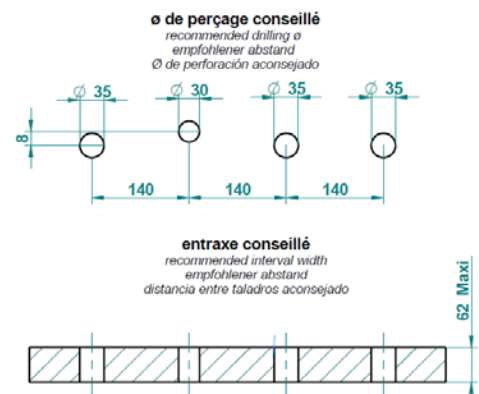 ø de perçage conseillé
recommended drilling ø
empfohlener abstand
Ø de perforación aconsejado
Ø 35
Ø 30
Ø 35
Ø 35
8
140
140
140
entraxe conseillé
recommended interval width
empfohlener abstand
distancia entre taladros aconsejado
62 Maxi